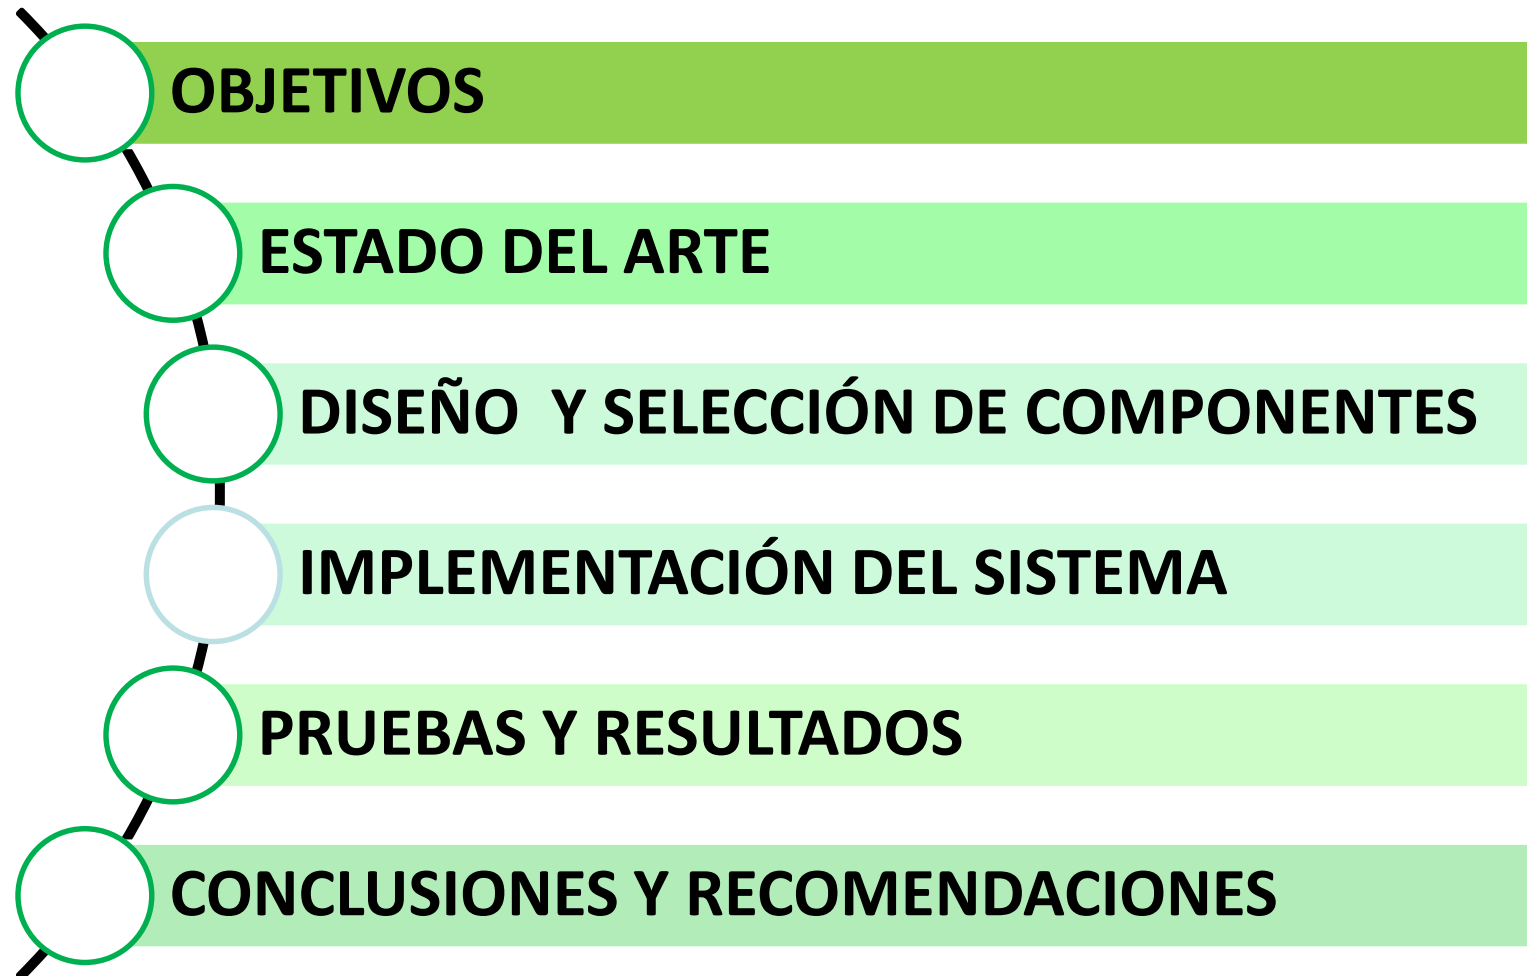 OBJETIVOS
ESTADO DEL ARTE
DISEÑO  Y SELECCIÓN DE COMPONENTES
IMPLEMENTACIÓN DEL SISTEMA
PRUEBAS Y RESULTADOS
CONCLUSIONES Y RECOMENDACIONES